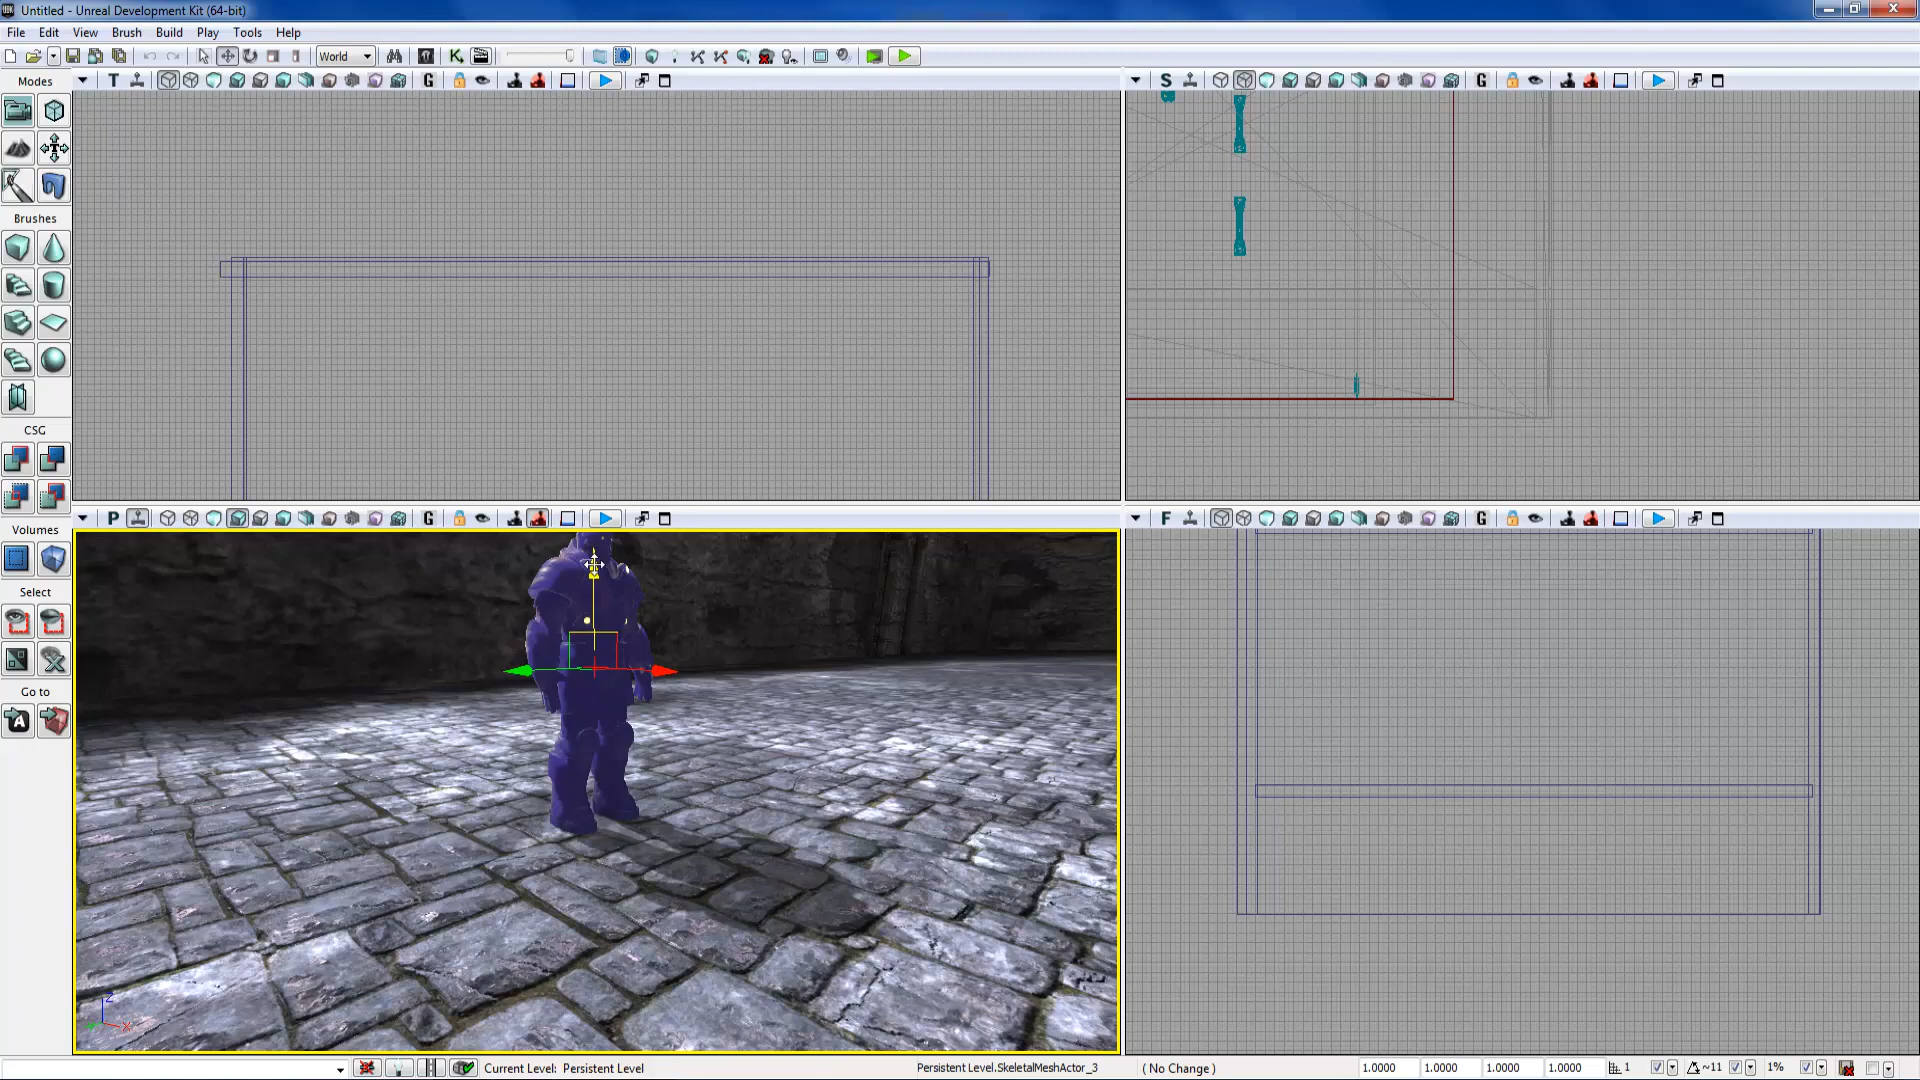 Untitled - Unreal Development Kit (64-bit)
File Edit View Brush Build Play Tools Help
World
Modes
T
G
S
G
Brushes
CSG
Volumes
P
G
F
G
Select
Go to
A
Z
X
Current Level: Persistent Level
Persistent Level.SkeletalMeshActor_3
( No Change )
1.0000
1.0000
1.0000
1.0000
1
~11
1%